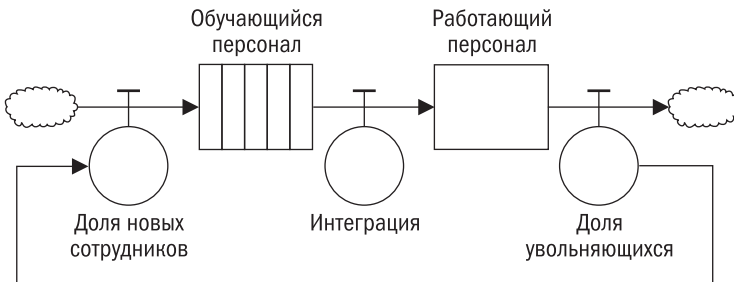 Обучающийся
персонал
Работающий
персонал
Доля новых
сотрудников
Интеграция
Доля
увольняющихся